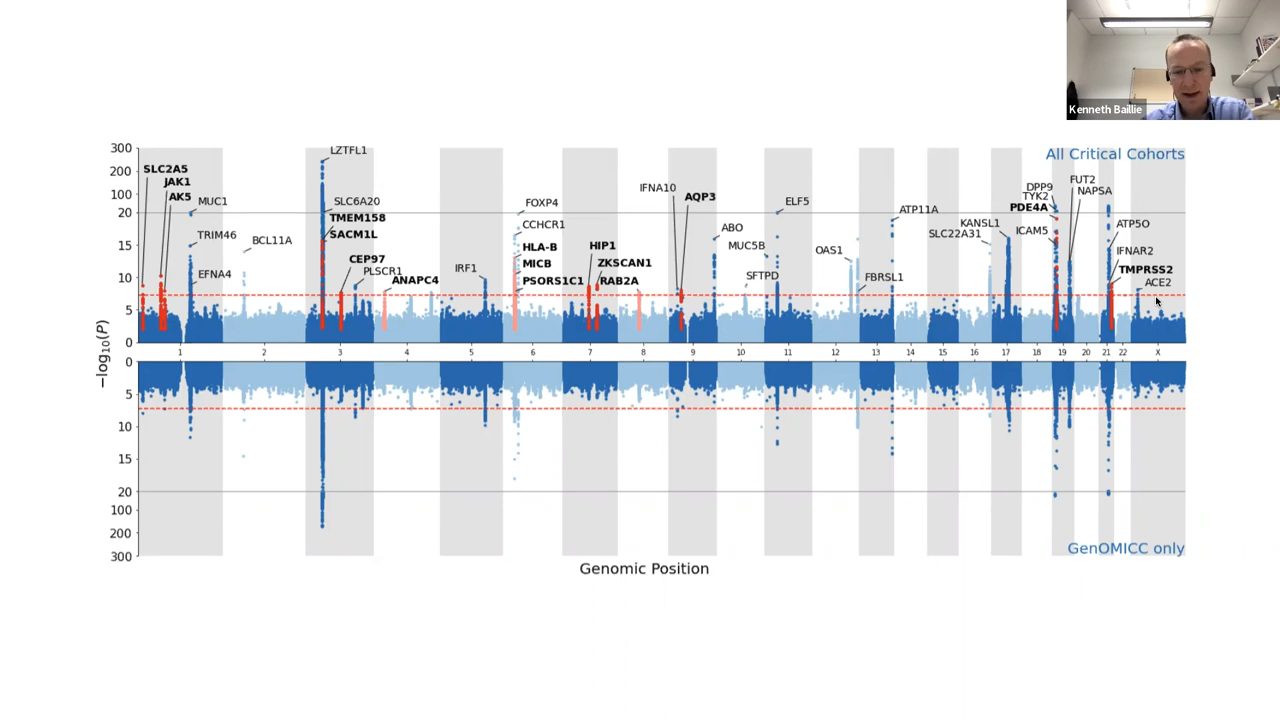 Kenneth Baillie
All Critical Cohorts
300
200
100
20
15
10
5
0
−log10(P)
SLC2A5
JAK1
AK5
MUC1
TRIM46
EFNA4
BCL11A
LZTFL1
SLC6A20
TMEM158
SACM1L
CEP97
PLSCR1
ANAPC4
IRF1
FOXP4
CCHCR1
HLA-B
MICB
PSORS1C1
HIP1
ZKSCAN1
RAB2A
IFNA10
AQP3
ABO
MUC5B
SFTPD
ELF5
OAS1
FBRSL1
ATP11A
SLC22A31
KANSL1
DPP9
TYK2
PDE4A
ICAM5
FUT2
NAPSA
ATP5O
IFNAR2
TMPRSS2
ACE2
1 2 3 4 5 6 7 8 9 10 11 12 13 14 15 16 17 18 19 20 21 22 X
0
5
10
15
20
100
200
300
GenOMICC only
Genomic Position